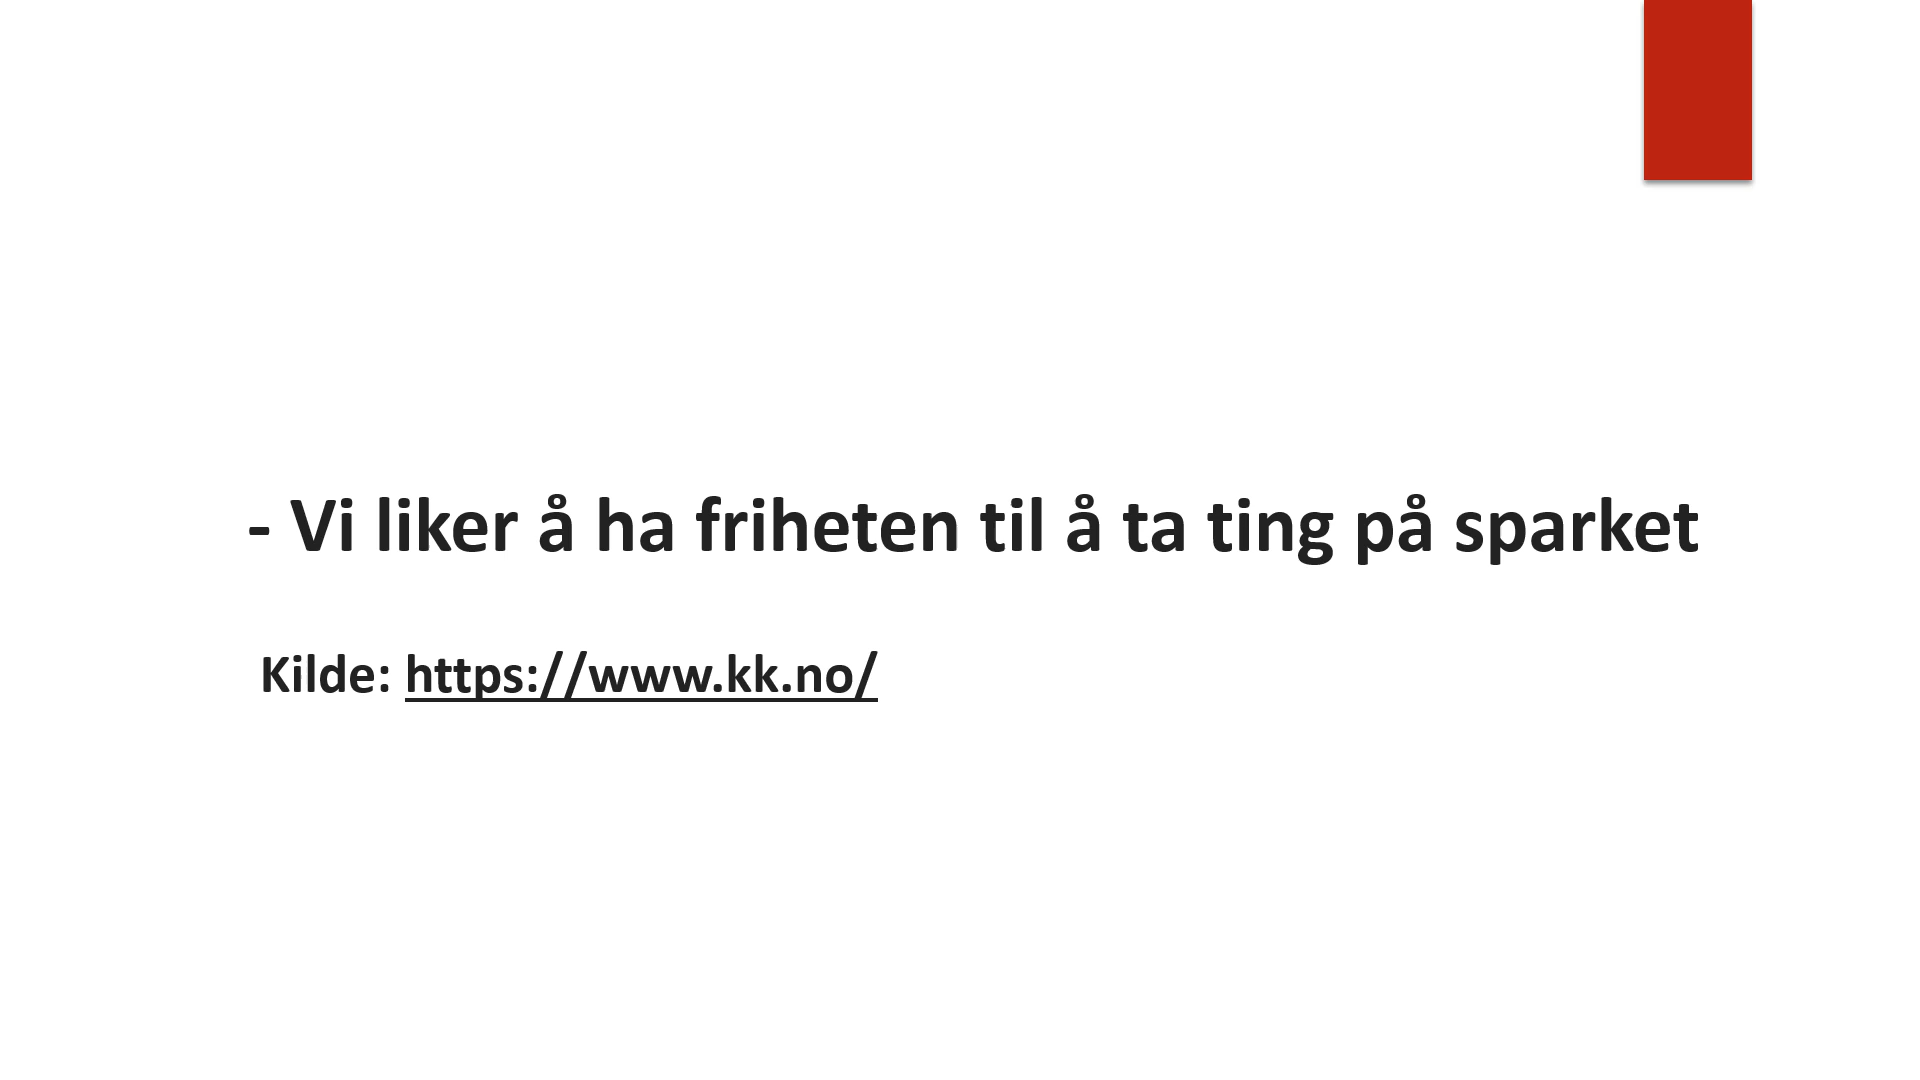 - Vi liker å ha friheten til å ta ting på sparket
Kilde: https://www.kk.no/